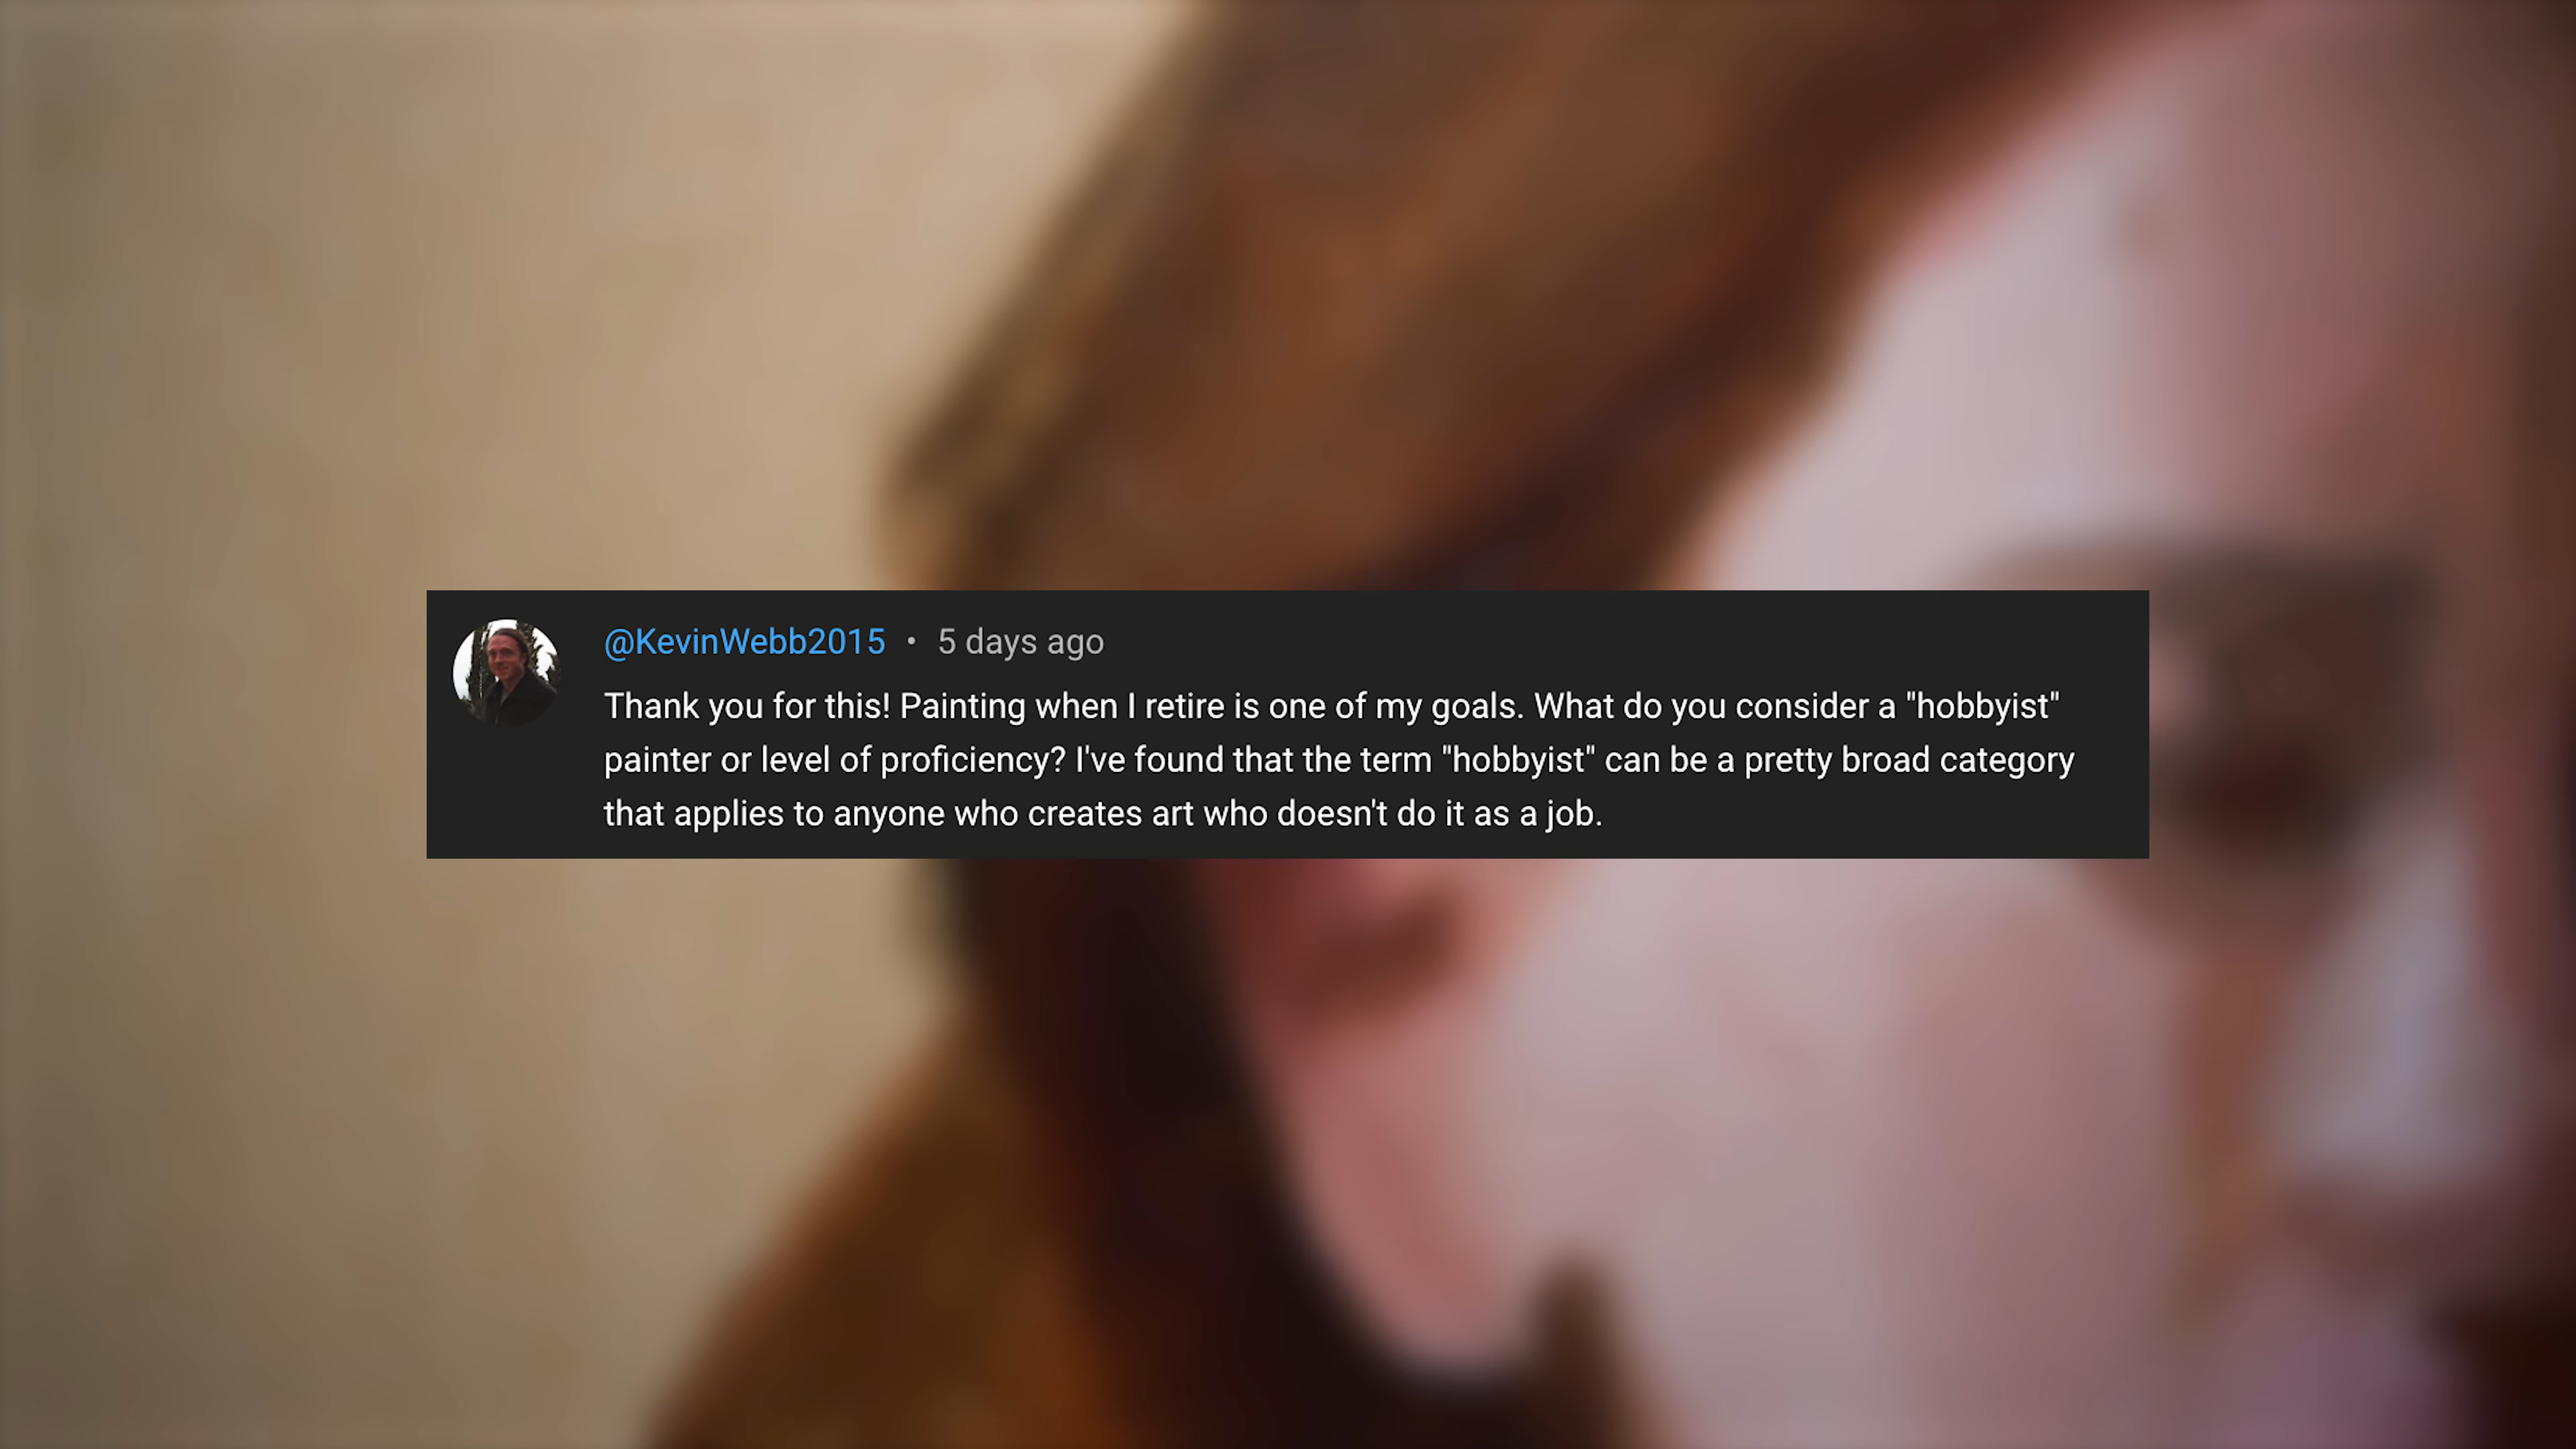 @KevinWebb2015 • 5 days ago
Thank you for this! Painting when I retire is one of my goals. What do you consider a "hobbyist"
painter or level of proficiency? I've found that the term "hobbyist" can be a pretty broad category
that applies to anyone who creates art who doesn't do it as a job.